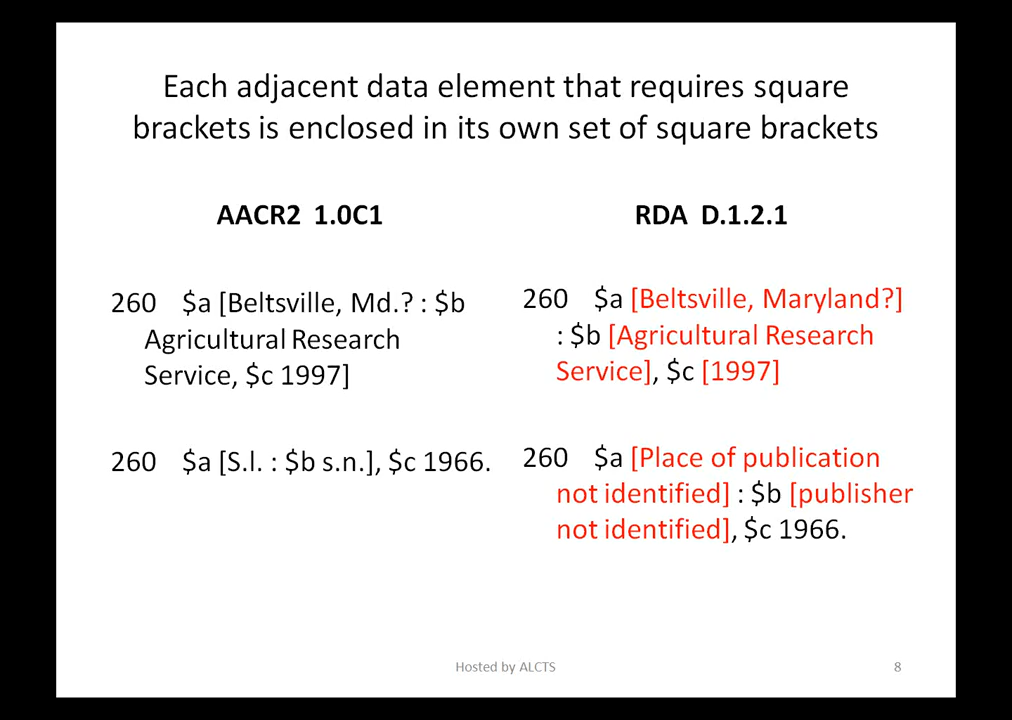 Each adjacent data element that requires square
brackets is enclosed in its own set of square brackets
AACR2 1.0C1
260 $a [Beltsville, Md.? : $b
Agricultural Research
Service, $c 1997]
260 $a [S.l. : $b s.n.], $c 1966.
RDA D.1.2.1
260 $a [Beltsville, Maryland?]
: $b [Agricultural Research
Service], $c [1997]
260 $a [Place of publication
not identified] : $b [publisher
not identified], $c 1966.
Hosted by ALCTS
8